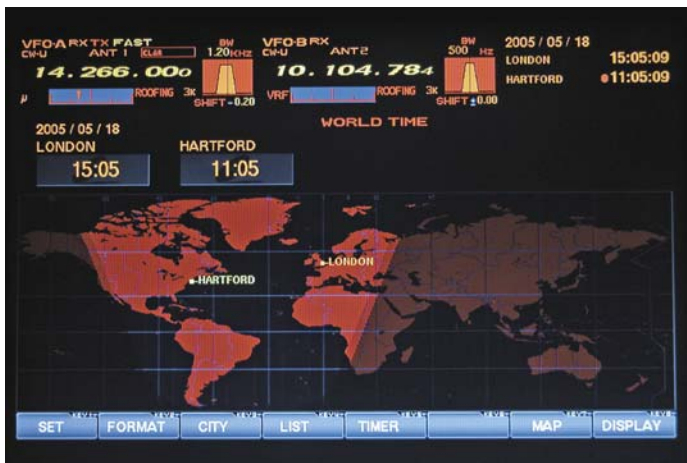 VFO-A RX TX FAST
CW-U ANT 1 CLAR 1.20 KHZ BW
14.266.000
ROOFING 3K SHIFT -0.20
VFO-B RX
CW-U ANT2 BW 500 HZ
10.104.784
VRF ROOFING 3K SHIFT ±0.00
2005 / 05 / 18
LONDON 15:05:09
HARTFORD 11:05:09
WORLD TIME
2005 / 05 / 18
LONDON HARTFORD
15:05 11:05
LONDON
HARTFORD
SET FORMAT CITY LIST TIMER MAP DISPLAY